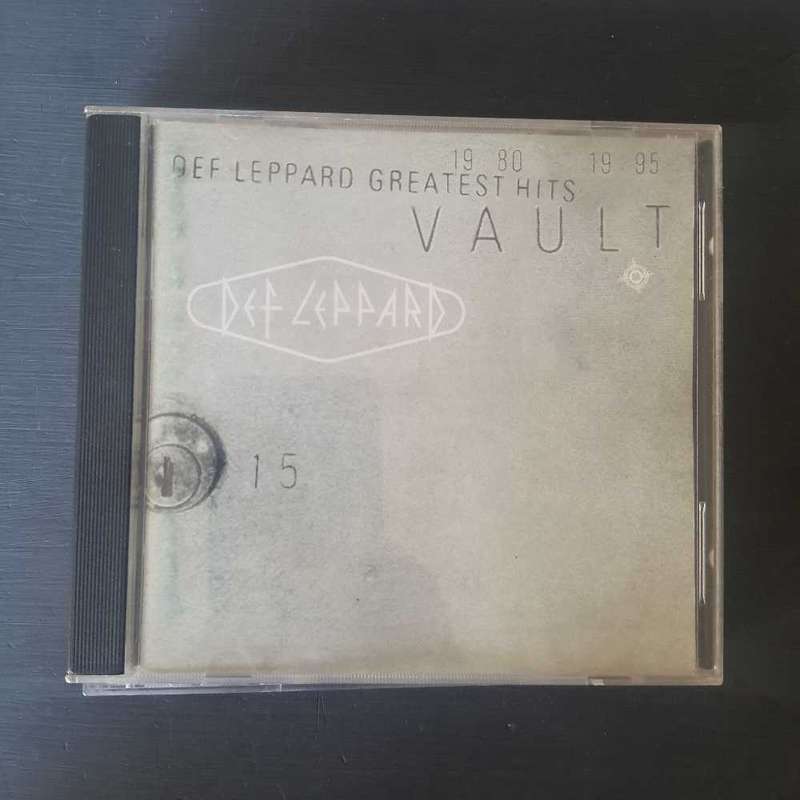 19 80 19 95
DEF LEPPARD GREATEST HITS
VAULT
DEF LEPPARD
15